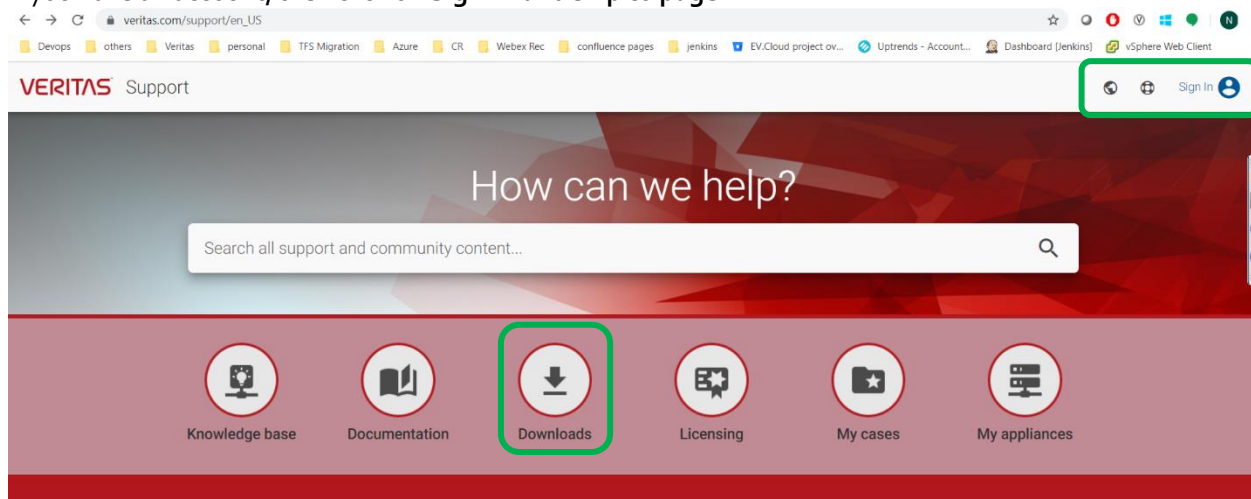 veritas.com/support/en_US
Devops others Veritas personal TFS Migration Azure CR Webex Rec confluence pages jenkins EV.Cloud project ov... Uptrends - Account... Dashboard [Jenkins] vSphere Web Client
VERITAS Support Sign In
How can we help?
Search all support and community content...
Knowledge base Documentation Downloads Licensing My cases My appliances